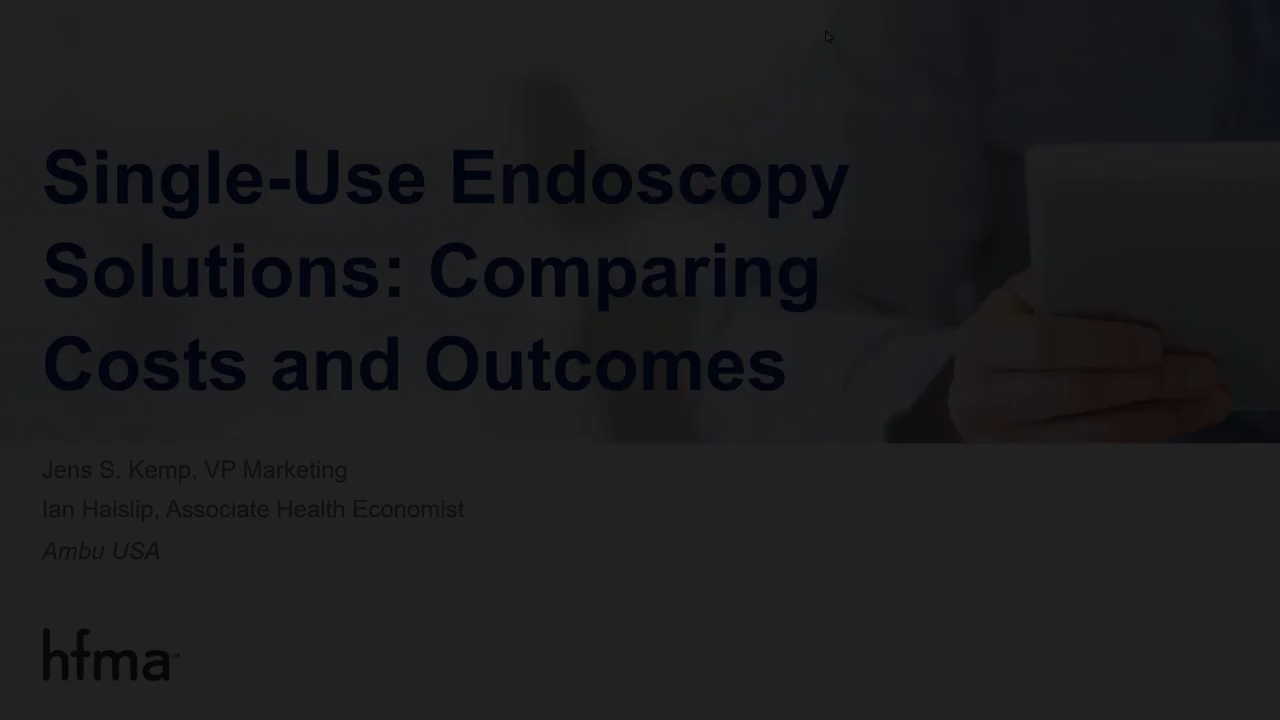 Single-Use Endoscopy
Solutions: Comparing
Costs and Outcomes
Jens S. Kemp, VP Marketing
Ian Haislip, Associate Health Economist
Ambu USA
hfma